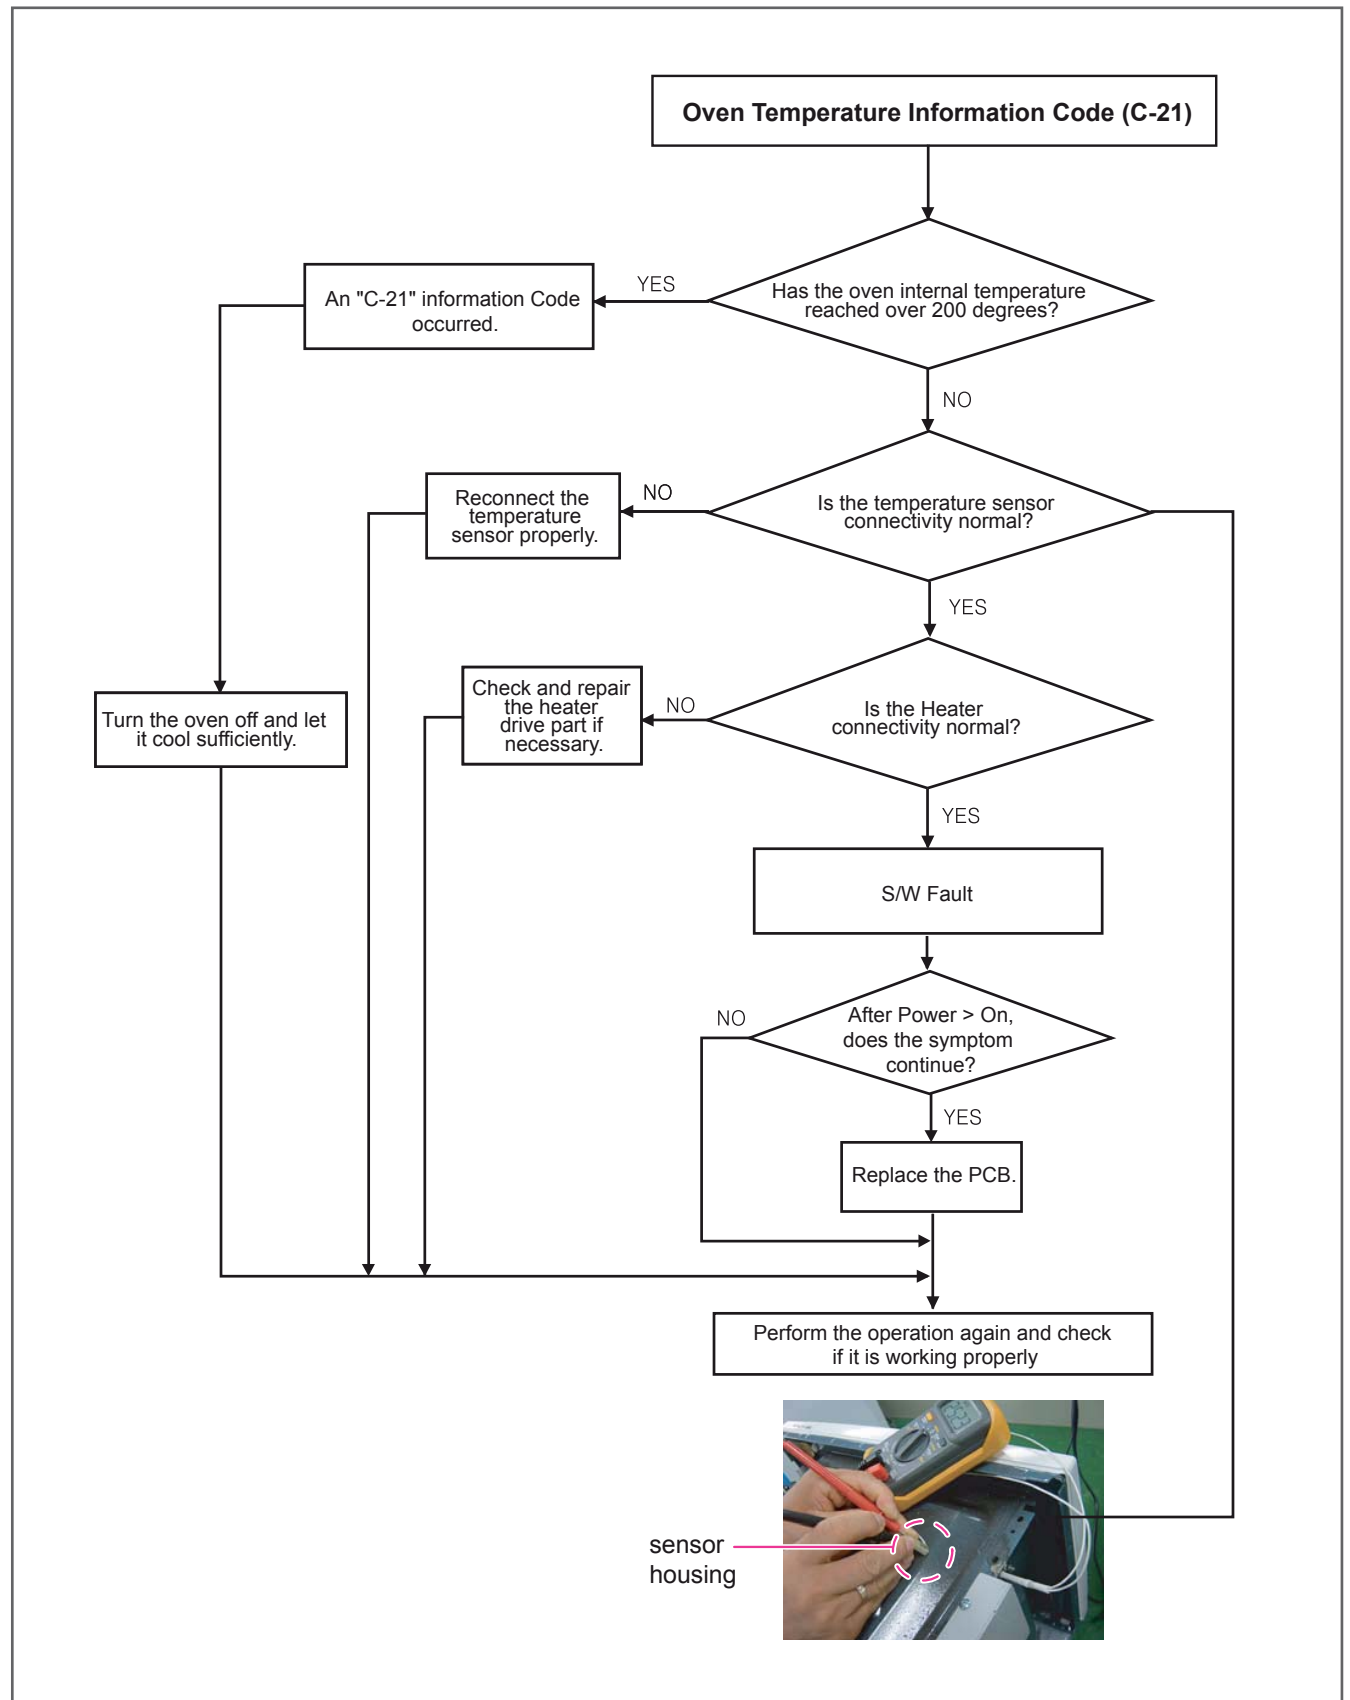 Oven Temperature Information Code (C-21)
Has the oven internal temperature
reached over 200 degrees?
YES
An "C-21" information Code
occurred.
NO
Is the temperature sensor
connectivity normal?
NO
Reconnect the
temperature
sensor properly.
YES
Is the Heater
connectivity normal?
NO
Check and repair
the heater
drive part if
necessary.
Turn the oven off and let
it cool sufficiently.
YES
S/W Fault
After Power > On,
does the symptom
continue?
NO
YES
Replace the PCB.
Perform the operation again and check
if it is working properly
sensor
housing